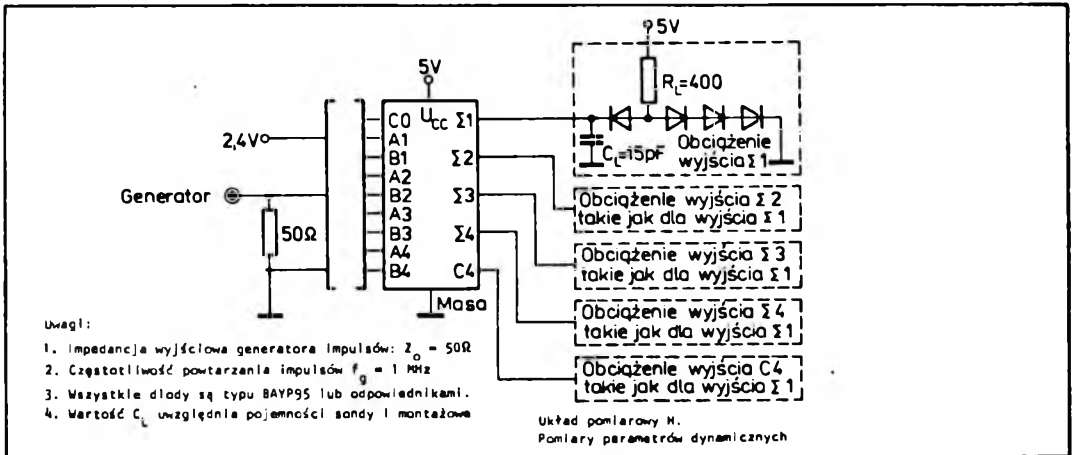 5V
5V
R_L=400
C0 U_CC Σ1
2,4V
A1
C_L=15pF Obciążenie
wyjścia Σ1
B1 Σ2
A2
Generator
B2 Σ3
Obciążenie wyjścia Σ2
takie jak dla wyjścia Σ1
A3
50Ω
B3 Σ4
A4
Obciążenie wyjścia Σ3
takie jak dla wyjścia Σ1
B4 C4
Masa
Obciążenie wyjścia Σ4
takie jak dla wyjścia Σ1
Uwagi:
1. Impedancja wyjściowa generatora impulsów: Z_o = 50Ω
2. Częstotliwość powtarzania impulsów f_g = 1 MHz
3. Wszystkie diody są typu BAYP95 lub odpowiednikami.
4. Wartość C_L uwzględnia pojemności sondy i montażowe
Obciążenie wyjścia C4
takie jak dla wyjścia Σ1
Układ pomiarowy H.
Pomiary parametrów dynamicznych